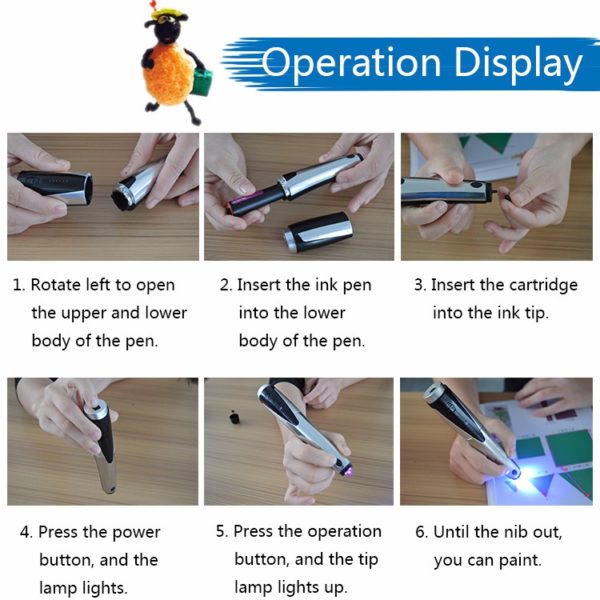 Operation Display
1. Rotate left to open
the upper and lower
body of the pen.
2. Insert the ink pen
into the lower
body of the pen.
3. Insert the cartridge
into the ink tip.
4. Press the power
button, and the
lamp lights.
5. Press the operation
button, and the tip
lamp lights up.
6. Until the nib out,
you can paint.